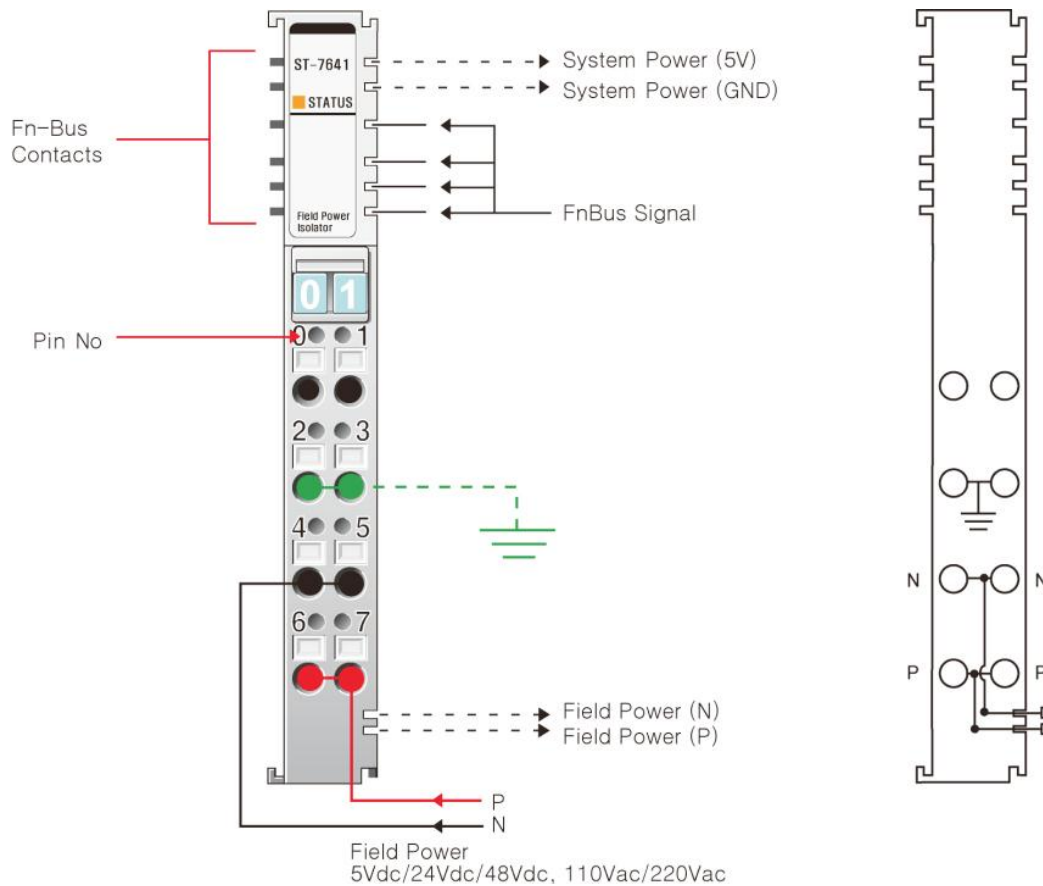 ST-7641
STATUS
System Power (5V)
System Power (GND)
Fn-Bus
Contacts
FnBus Signal
Field Power
Isolator
0 1
Pin No
0 1
2 3
4 5
6 7
Field Power (N)
Field Power (P)
P
N
Field Power
5Vdc/24Vdc/48Vdc, 110Vac/220Vac
N N
P P